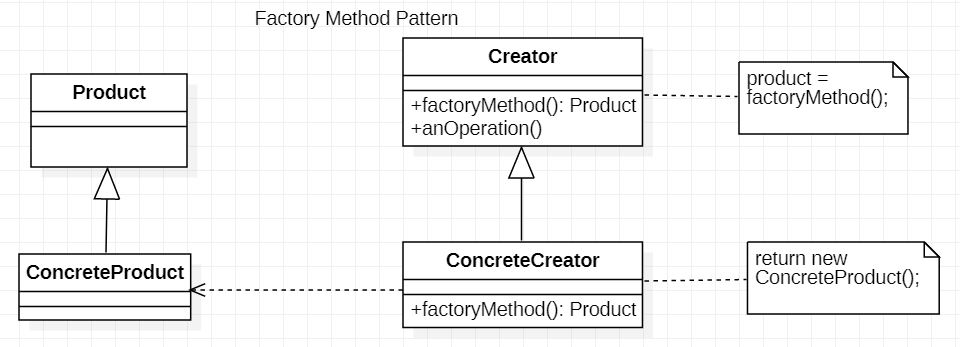 Factory Method Pattern
Creator
+factoryMethod(): Product
+anOperation()
product =
factoryMethod();
Product
ConcreteProduct
ConcreteCreator
+factoryMethod(): Product
return new
ConcreteProduct();